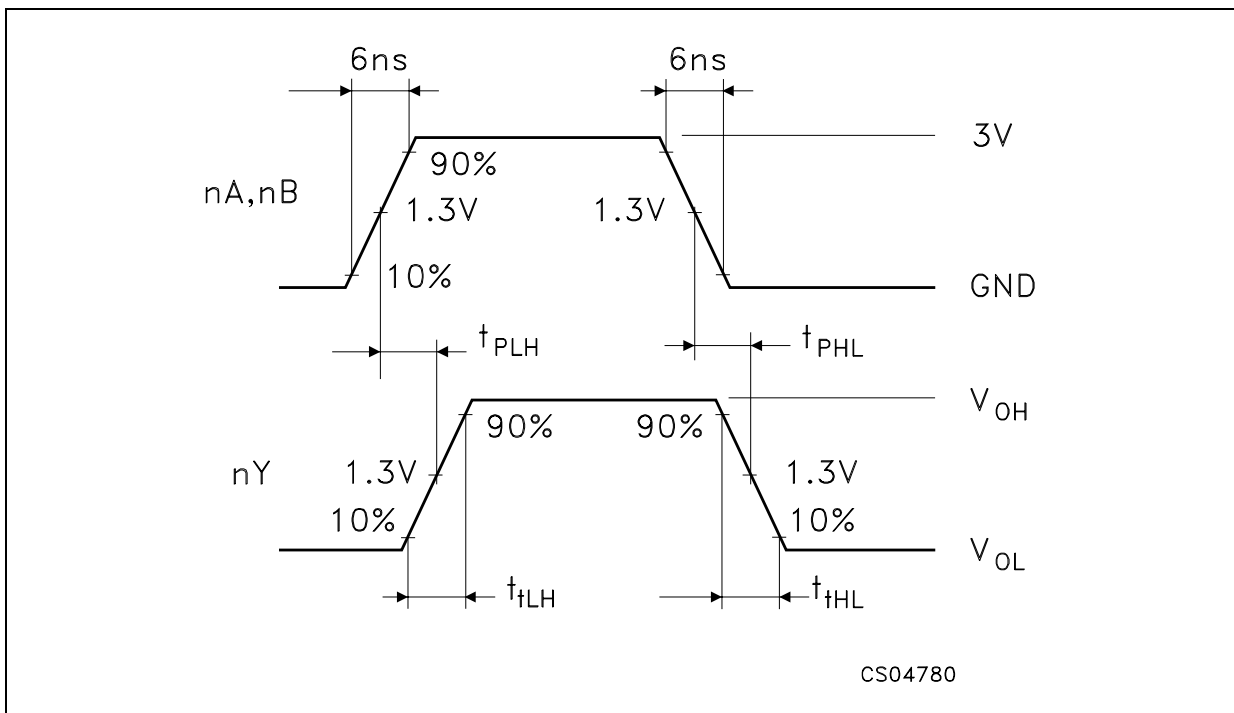 6ns 6ns
3V
90%
nA,nB 1.3V 1.3V
10% GND
tPLH tPHL
VOH
90% 90%
nY 1.3V 1.3V
10% 10%
VOL
ttLH ttHL
CS04780